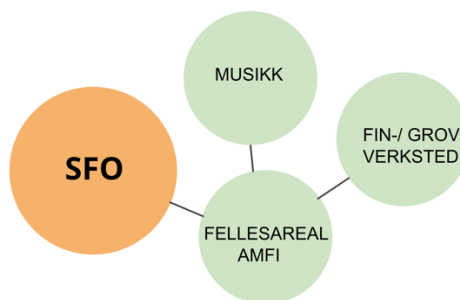 MUSIKK
SFO
FIN-/ GROV
VERKSTED
FELLESAREAL
AMFI